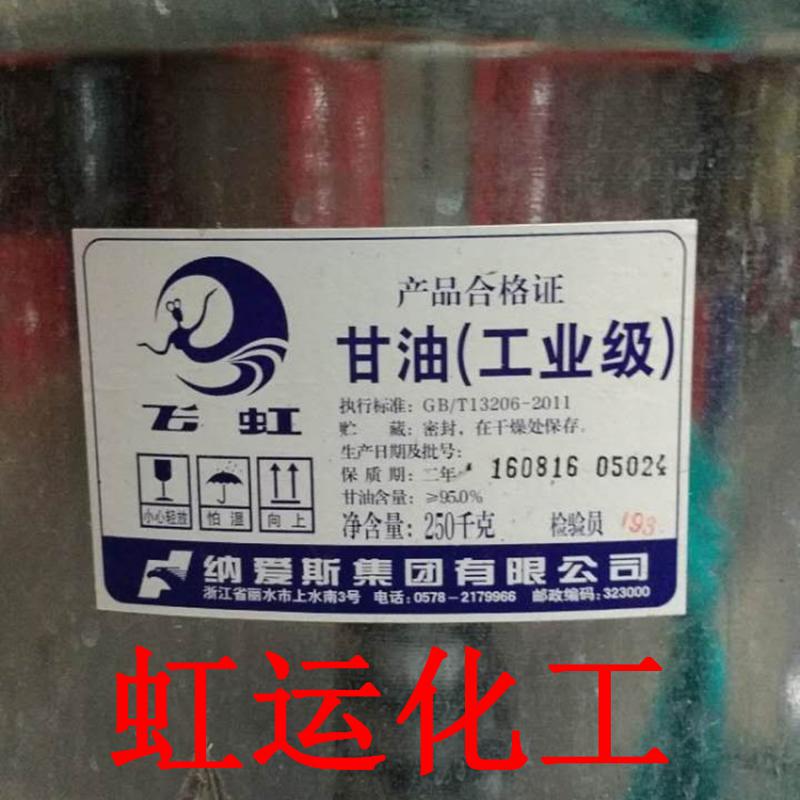 产品合格证
甘油(工业级)
飞虹
执行标准：GB/T13206-2011
贮 藏：密封，在干燥处保存。
生产日期及批号：
160816 05024
保 质 期：二年
甘油含量：≥95.0%
净含量：250千克 检验员 193
小心轻放 怕湿 向上
纳爱斯集团有限公司
浙江省丽水市上水南3号 电话：0578-2179966 邮政编码：323000
虹运化工